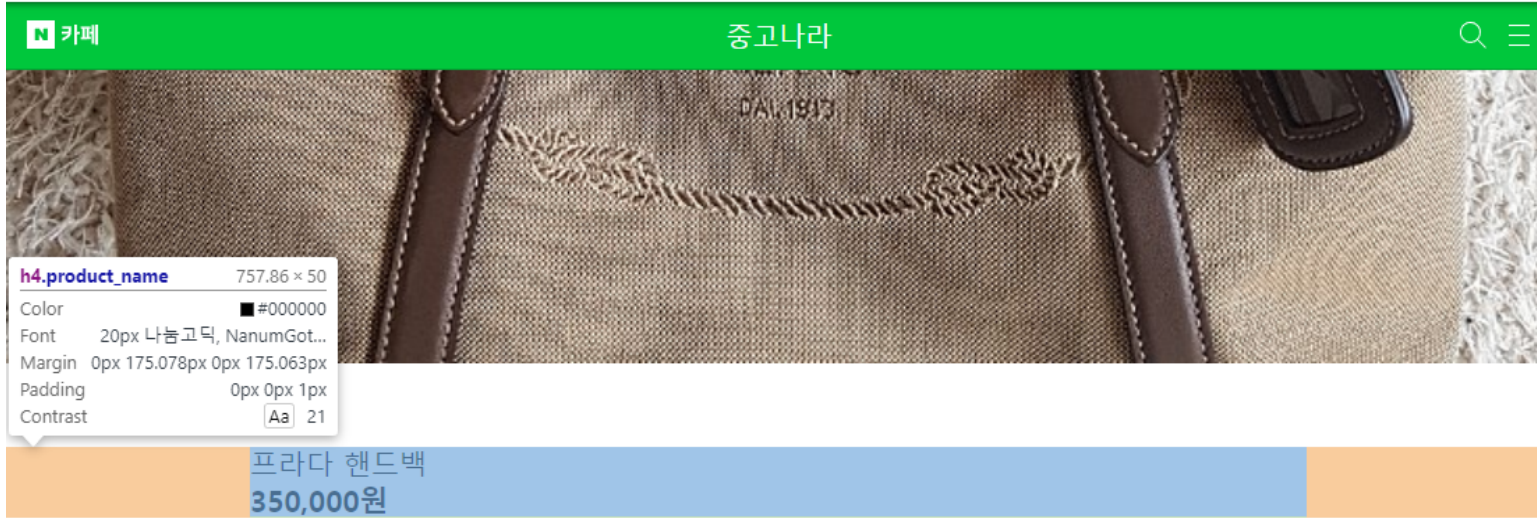 N 카페
중고나라
DAL 1913
h4.product_name 757.86 × 50
Color #000000
Font 20px 나눔고딕, NanumGot...
Margin 0px 175.078px 0px 175.063px
Padding 0px 0px 1px
Contrast Aa 21
프라다 핸드백
350,000원